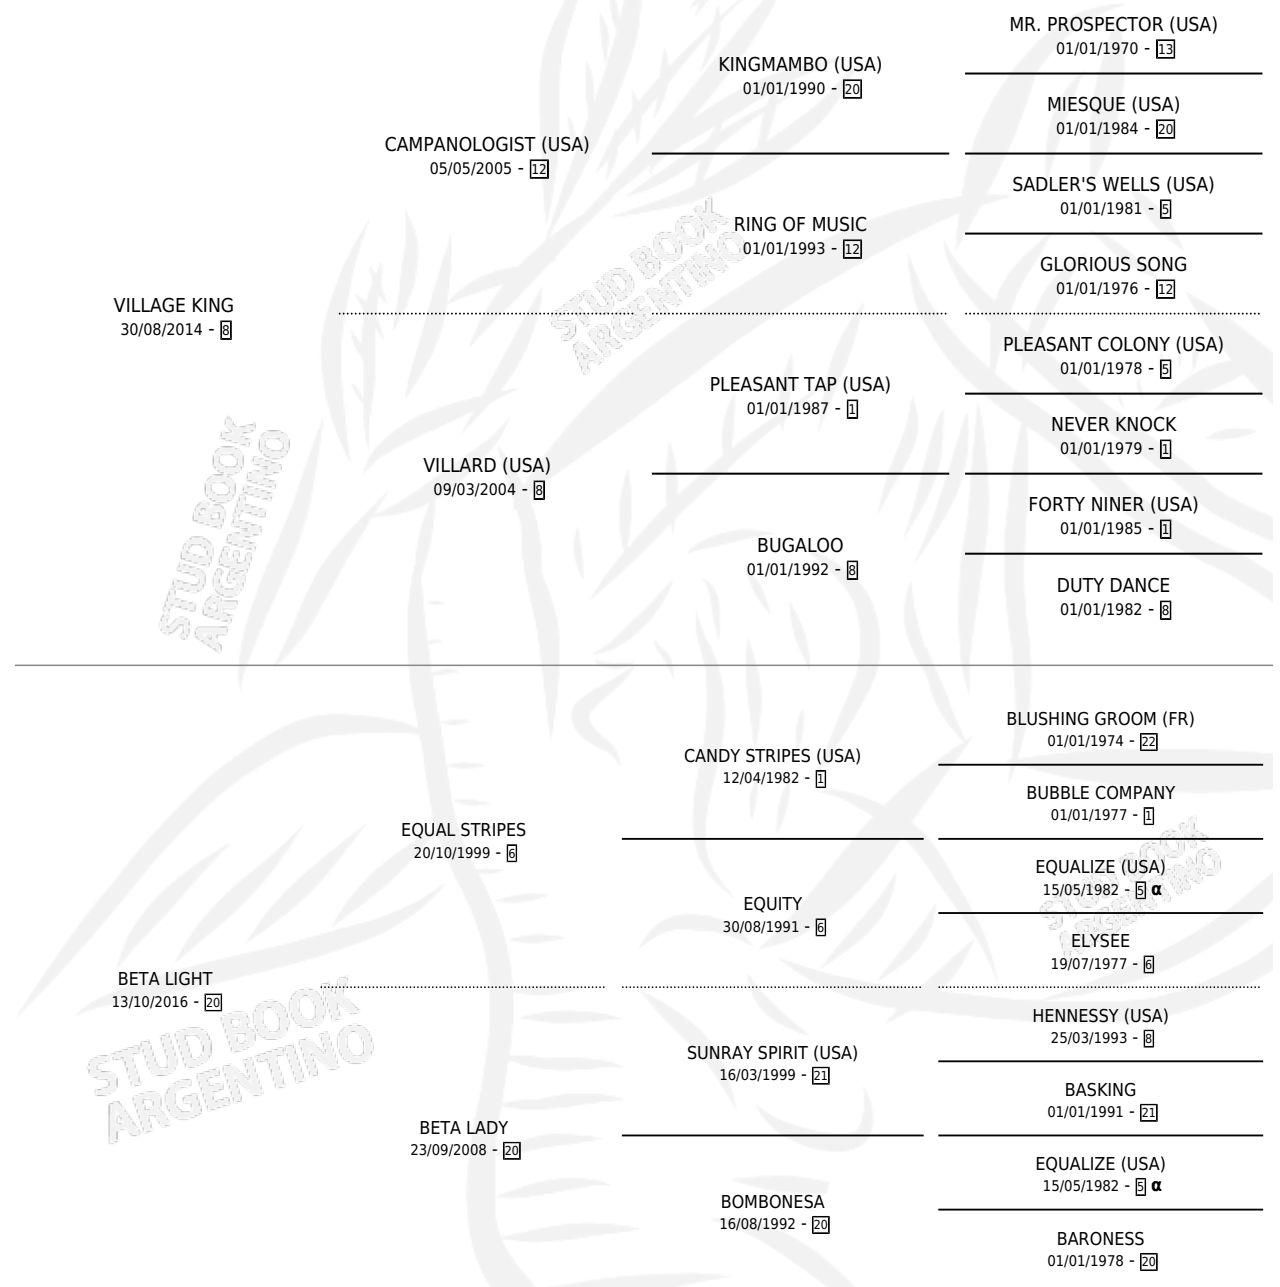 MR. PROSPECTOR (USA)
01/01/1970 - 13
KINGMAMBO (USA)
01/01/1990 - 20
MIESQUE (USA)
01/01/1984 - 20
CAMPANOLOGIST (USA)
05/05/2005 - 12
SADLER'S WELLS (USA)
01/01/1981 - 5
RING OF MUSIC
01/01/1993 - 12
GLORIOUS SONG
01/01/1976 - 12
VILLAGE KING
30/08/2014 - 8
PLEASANT COLONY (USA)
01/01/1978 - 5
PLEASANT TAP (USA)
01/01/1987 - 1
NEVER KNOCK
01/01/1979 - 1
VILLARD (USA)
09/03/2004 - 8
FORTY NINER (USA)
01/01/1985 - 1
BUGALOO
01/01/1992 - 8
DUTY DANCE
01/01/1982 - 8
BLUSHING GROOM (FR)
01/01/1974 - 22
CANDY STRIPES (USA)
12/04/1982 - 1
BUBBLE COMPANY
01/01/1977 - 1
EQUAL STRIPES
20/10/1999 - 6
EQUALIZE (USA)
15/05/1982 - 5 α
EQUITY
30/08/1991 - 6
ELYSEE
19/07/1977 - 6
BETA LIGHT
13/10/2016 - 20
HENNESSY (USA)
25/03/1993 - 8
SUNRAY SPIRIT (USA)
16/03/1999 - 21
BASKING
01/01/1991 - 21
BETA LADY
23/09/2008 - 20
EQUALIZE (USA)
15/05/1982 - 5 α
BOMBONESA
16/08/1992 - 20
BARONESS
01/01/1978 - 20
STUD BOOK
ARGENTINO
STUD BOOK
ARGENTINO
STUD BOOK
ARGENTINO
STUD BOOK
ARGENTINO